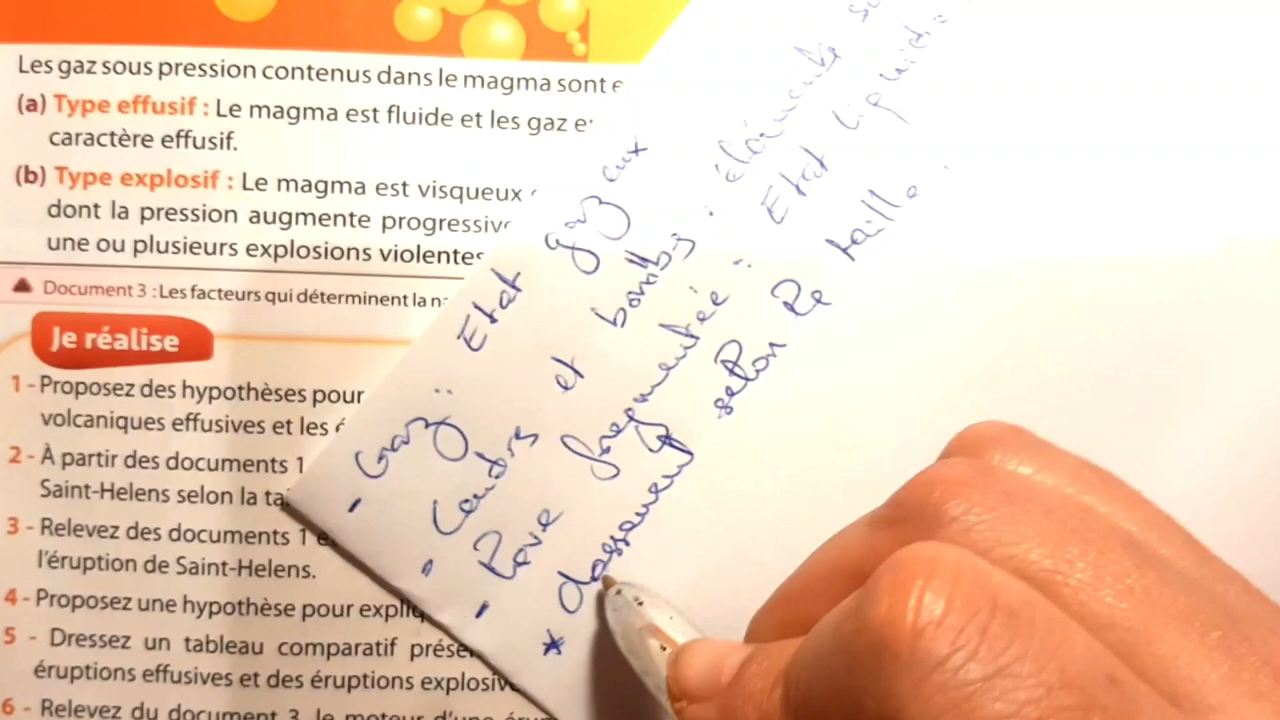 Les gaz sous pression contenus dans le magma sont e
(a) Type effusif : Le magma est fluide et les gaz e
caractère effusif.
(b) Type explosif : Le magma est visqueux
dont la pression augmente progressive
une ou plusieurs explosions violentes
Document 3 : Les facteurs qui déterminent la n
Je réalise
1 - Proposez des hypothèses pour
volcaniques effusives et les é
2 - À partir des documents 1
Saint-Helens selon la ta
3 - Relevez des documents 1 e
l'éruption de Saint-Helens.
4 - Proposez une hypothèse pour expliq
5 - Dressez un tableau comparatif prése
éruptions effusives et des éruptions explosive
6 - Relevez du document 3, le moteur d'une éru
- Gaz : Etat gazeux
- Cendres et bombes : éléments
- Lave fragmentée : Etat liquide
* classement selon la taille.